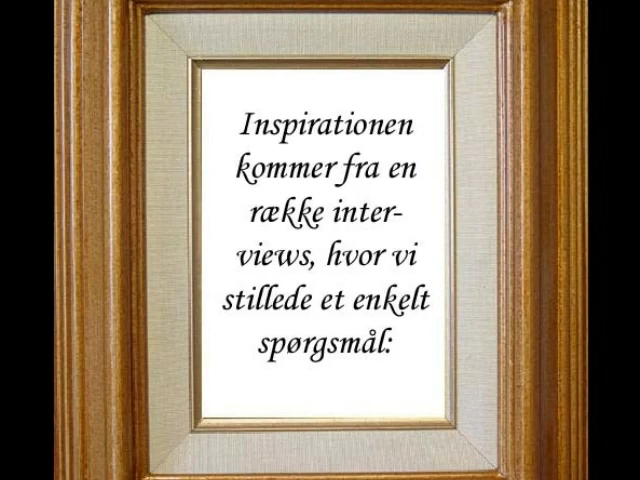 Inspirationen
kommer fra en
række inter-
views, hvor vi
stillede et enkelt
spørgsmål: